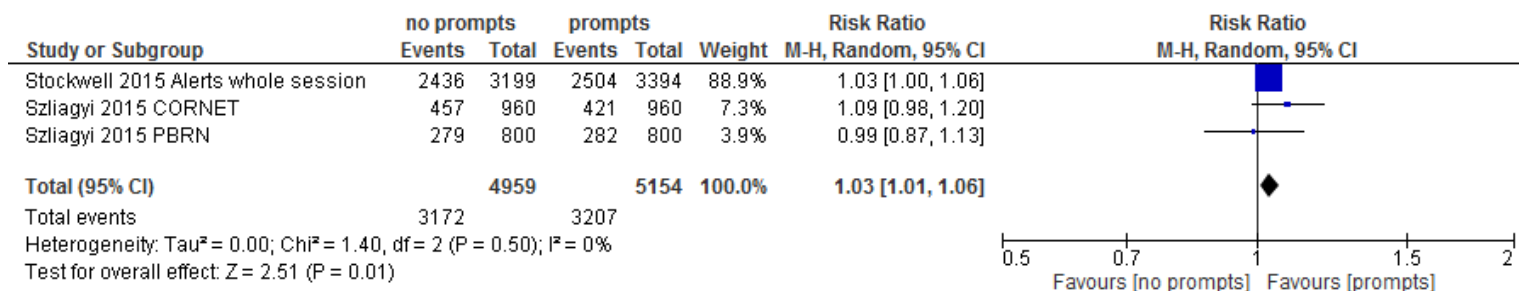 no prompts prompts Risk Ratio Risk Ratio
Study or Subgroup Events Total Events Total Weight M-H, Random, 95% CI M-H, Random, 95% CI
Stockwell 2015 Alerts whole session 2436 3199 2504 3394 88.9% 1.03 [1.00, 1.06]
Szliagyi 2015 CORNET 457 960 421 960 7.3% 1.09 [0.98, 1.20]
Szliagyi 2015 PBRN 279 800 282 800 3.9% 0.99 [0.87, 1.13]
Total (95% CI) 4959 5154 100.0% 1.03 [1.01, 1.06]
Total events 3172 3207
Heterogeneity: Tau² = 0.00; Chi² = 1.40, df = 2 (P = 0.50); I² = 0%
Test for overall effect: Z = 2.51 (P = 0.01)
0.5 0.7 1 1.5 2
Favours [no prompts] Favours [prompts]